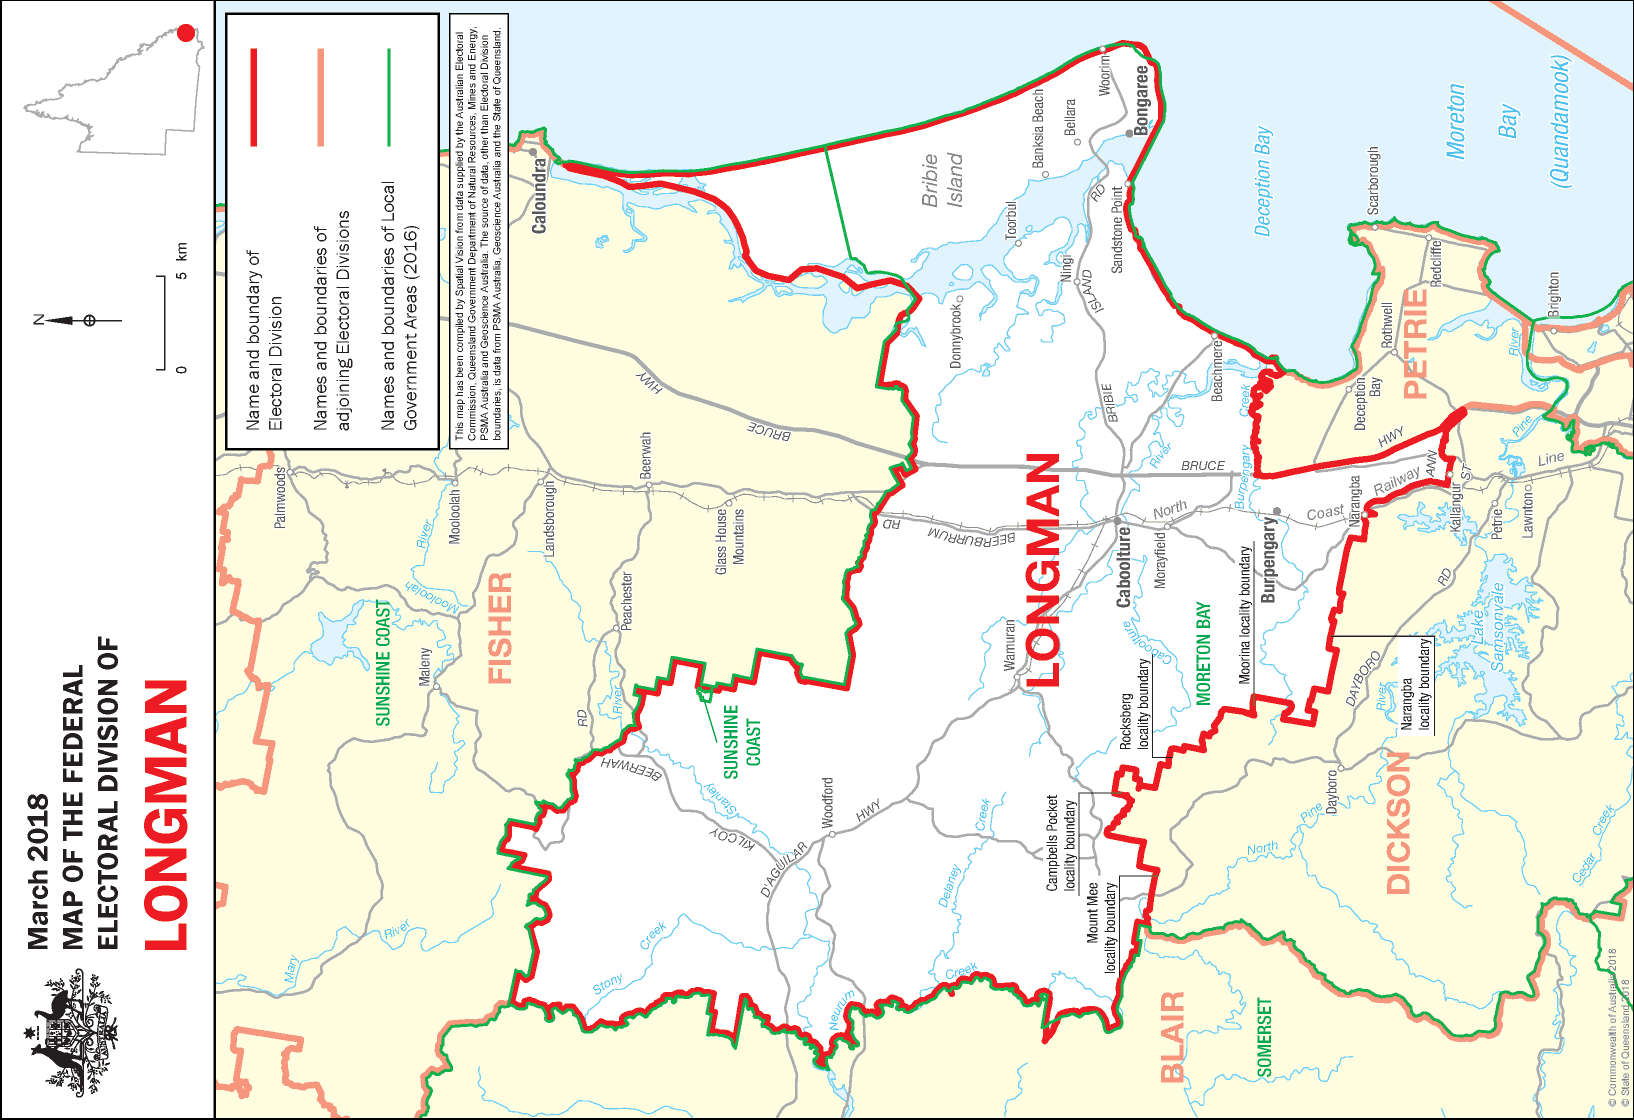 March 2018
MAP OF THE FEDERAL
ELECTORAL DIVISION OF
LONGMAN
N
0 5 km
Name and boundary of
Electoral Division
Names and boundaries of
adjoining Electoral Divisions
Names and boundaries of Local
Government Areas (2016)
This map has been compiled by Spatial Vision from data supplied by the Australian Electoral
Commission, Queensland Government Department of Natural Resources, Mines and Energy,
PSMA Australia and Geoscience Australia. The source of data, other than Electoral Division
boundaries, is data from PSMA Australia, Geoscience Australia and the State of Queensland.
Palmwoods
Mooloolah
River
Mooloolah
Landsborough
Caloundra
SUNSHINE COAST
Maleny
FISHER
Mary
River
Peachester
Beerwah
HWY
BRUCE
Glass House
Mountains
RD
River
BEERWAH
Stanley
KILCOY
SUNSHINE
COAST
Woodford
D'AGUILAR
HWY
Stony
Creek
Neurum
Creek
Delaney
Creek
RD
BEERBURRUM
Donnybrook
Toorbul
Bribie
Island
Banksia Beach
Bellara
Woorim
Bongaree
Ningi
ISLAND
RD
Sandstone Point
BRIBIE
LONGMAN
Wamuran
Caboolture
River
Caboolture
Morayfield
North
Coast
Railway
Line
BRUCE
HWY
Beachmere
Burpengary
Creek
Burpengary
MORETON BAY
Moorina locality boundary
Rocksberg
locality boundary
Campbells Pocket
locality boundary
Mount Mee
locality boundary
Narangba
locality boundary
Narangba
Kallangur
ANN
ST
Petrie
Lawnton
Deception
Bay
Rothwell
Redcliffe
Scarborough
PETRIE
Brighton
Pine
River
Deception Bay
Moreton
Bay
(Quandamook)
DAYBORO
RD
Lake
Samsonvale
Dayboro
North
Pine
River
DICKSON
Cedar
Creek
BLAIR
SOMERSET
© Commonwealth of Australia 2018
© State of Queensland 2018